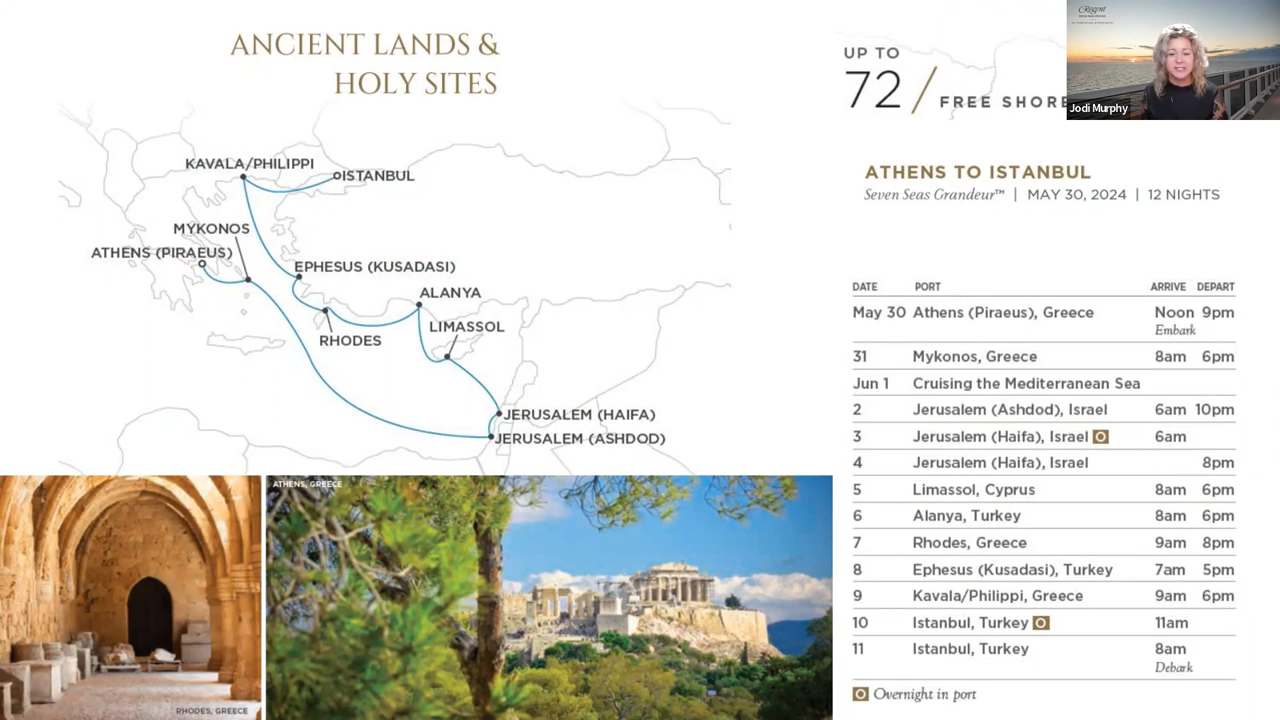 ANCIENT LANDS &
HOLY SITES
KAVALA/PHILIPPI
ISTANBUL
MYKONOS
ATHENS (PIRAEUS)
EPHESUS (KUSADASI)
ALANYA
RHODES
LIMASSOL
JERUSALEM (HAIFA)
JERUSALEM (ASHDOD)
RHODES, GREECE
ATHENS, GREECE
UP TO
72 / FREE SHORE
Regent
Jodi Murphy
ATHENS TO ISTANBUL
Seven Seas Grandeur™ | MAY 30, 2024 | 12 NIGHTS
DATE PORT ARRIVE DEPART
May 30 Athens (Piraeus), Greece Noon 9pm
Embark
31 Mykonos, Greece 8am 6pm
Jun 1 Cruising the Mediterranean Sea
2 Jerusalem (Ashdod), Israel 6am 10pm
3 Jerusalem (Haifa), Israel O 6am
4 Jerusalem (Haifa), Israel 8pm
5 Limassol, Cyprus 8am 6pm
6 Alanya, Turkey 8am 6pm
7 Rhodes, Greece 9am 8pm
8 Ephesus (Kusadasi), Turkey 7am 5pm
9 Kavala/Philippi, Greece 9am 6pm
10 Istanbul, Turkey O 11am
11 Istanbul, Turkey 8am
Debark
O Overnight in port